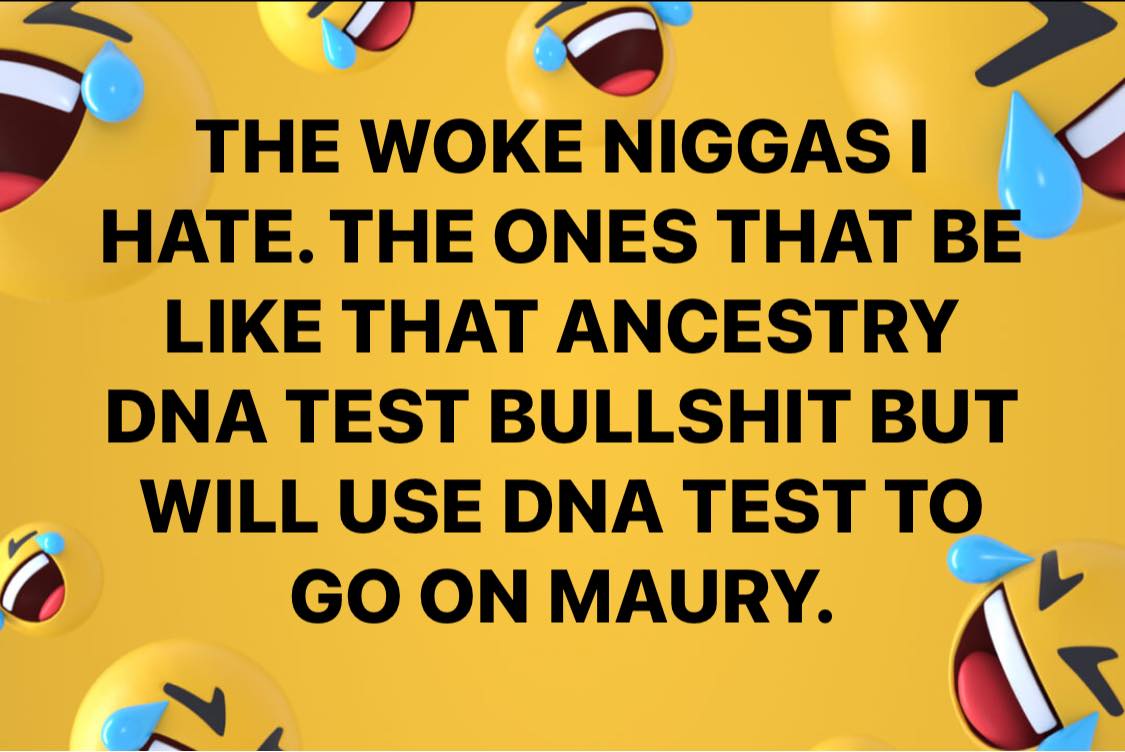 THE WOKE NIGGAS I
HATE. THE ONES THAT BE
LIKE THAT ANCESTRY
DNA TEST BULLSHIT BUT
WILL USE DNA TEST TO
GO ON MAURY.